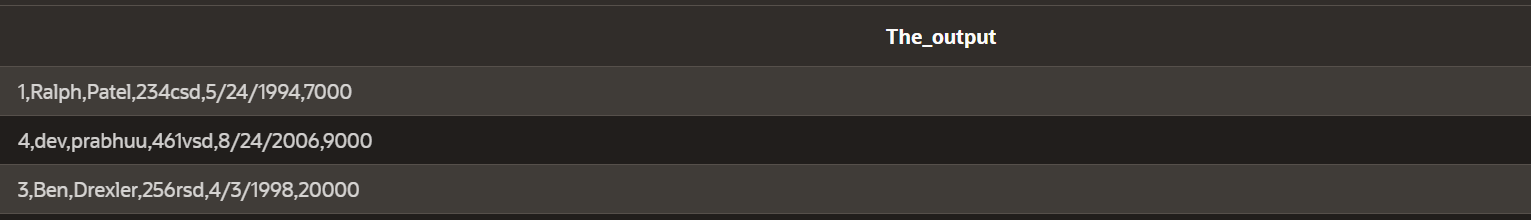 The_output
1,Ralph,Patel,234csd,5/24/1994,7000
4,dev,prabhuu,461vsd,8/24/2006,9000
3,Ben,Drexler,256rsd,4/3/1998,20000